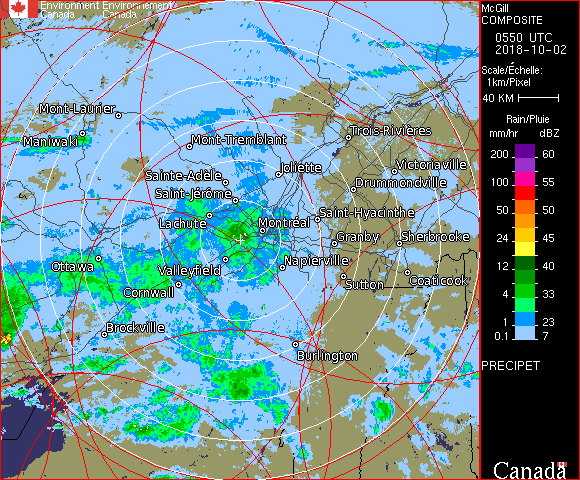 Environment Environnement
Canada Canada
McGill
COMPOSITE
0550 UTC
2018-10-02
Scale/Échelle:
1km/Pixel
40 KM
Rain/Pluie
mm/hr dBZ
200 60
100 55
50 50
24 45
12 40
4 33
1 23
0.1 7
PRECIPET
Canada
Mont-Laurier
Maniwaki
Mont-Tremblant
Trois-Rivières
Joliette
Victoriaville
Sainte-Adèle
Drummondville
Saint-Jérôme
Saint-Hyacinthe
Lachute
Montréal
Granby
Sherbrooke
Ottawa
Valleyfield
Napierville
Cornwall
Sutton
Coaticook
Brockville
Burlington